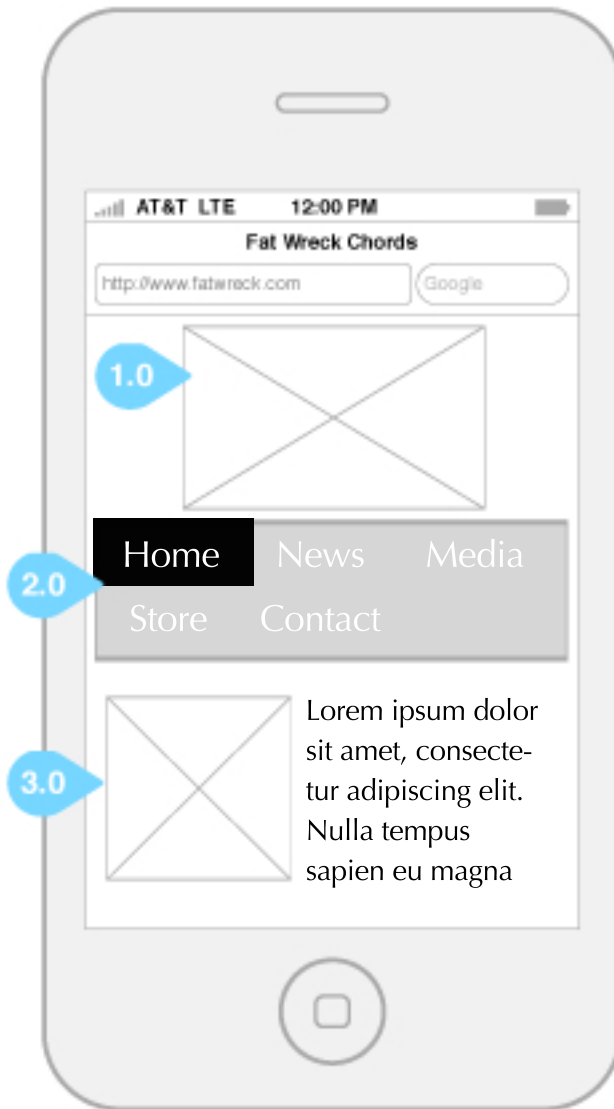 AT&T LTE 12:00 PM
Fat Wreck Chords
http://www.fatwreck.com Google
1.0
Home News Media
2.0
Store Contact
Lorem ipsum dolor
sit amet, consecte-
3.0
tur adipiscing elit.
Nulla tempus
sapien eu magna